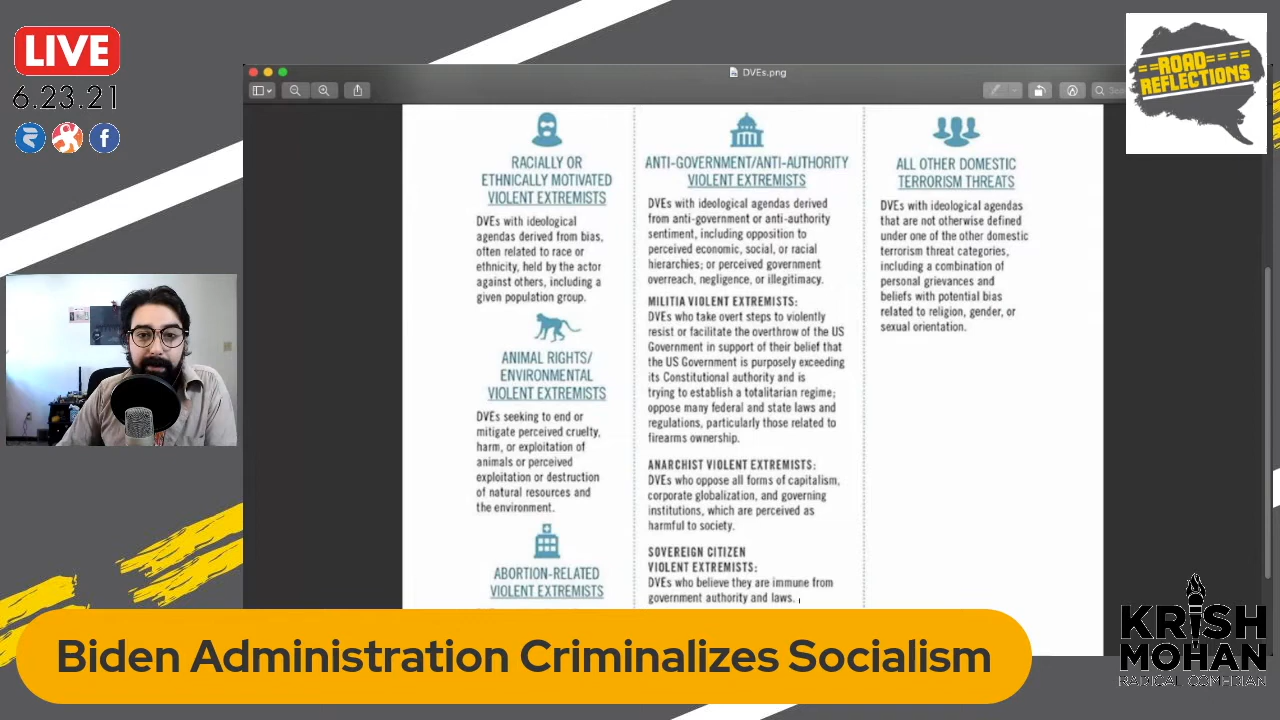 LIVE
6.23.21
DVEs.png
==ROAD====
REFLECTIONS
RACIALLY OR
ETHNICALLY MOTIVATED
VIOLENT EXTREMISTS
DVEs with ideological
agendas derived from bias,
often related to race or
ethnicity, held by the actor
against others, including a
given population group.
ANIMAL RIGHTS/
ENVIRONMENTAL
VIOLENT EXTREMISTS
DVEs seeking to end or
mitigate perceived cruelty,
harm, or exploitation of
animals or perceived
exploitation or destruction
of natural resources and
the environment.
ABORTION-RELATED
VIOLENT EXTREMISTS
ANTI-GOVERNMENT/ANTI-AUTHORITY
VIOLENT EXTREMISTS
DVEs with ideological agendas derived
from anti-government or anti-authority
sentiment, including opposition to
perceived economic, social, or racial
hierarchies; or perceived government
overreach, negligence, or illegitimacy.
MILITIA VIOLENT EXTREMISTS:
DVEs who take overt steps to violently
resist or facilitate the overthrow of the US
Government in support of their belief that
the US Government is purposely exceeding
its Constitutional authority and is
trying to establish a totalitarian regime;
oppose many federal and state laws and
regulations, particularly those related to
firearms ownership.
ANARCHIST VIOLENT EXTREMISTS:
DVEs who oppose all forms of capitalism,
corporate globalization, and governing
institutions, which are perceived as
harmful to society.
SOVEREIGN CITIZEN
VIOLENT EXTREMISTS:
DVEs who believe they are immune from
government authority and laws.
ALL OTHER DOMESTIC
TERRORISM THREATS
DVEs with ideological agendas
that are not otherwise defined
under one of the other domestic
terrorism threat categories,
including a combination of
personal grievances and
beliefs with potential bias
related to religion, gender, or
sexual orientation.
Biden Administration Criminalizes Socialism
KRISH
MOHAN
RADICAL COMEDIAN